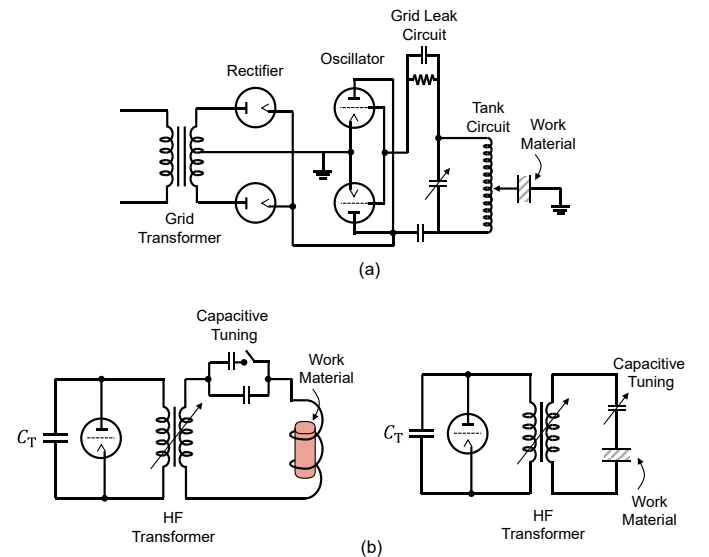 Grid Leak
Circuit
Oscillator
Rectifier
Tank
Circuit
Work
Material
Grid
Transformer
(a)
Capacitive
Tuning
Work
Material
C_T
HF
Transformer
Capacitive
Tuning
C_T
Work
Material
HF
Transformer
(b)